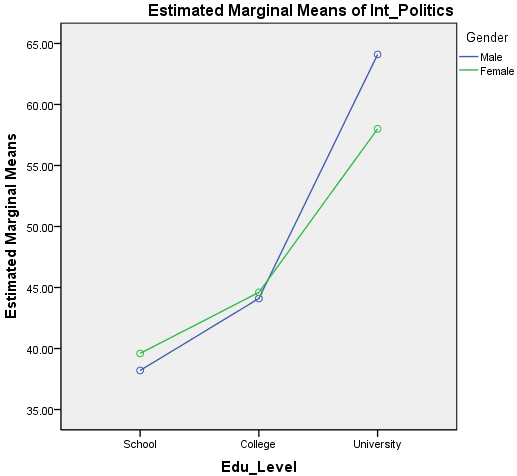 Estimated Marginal Means of Int_Politics
Gender
Male
Female
Estimated Marginal Means
65.00
60.00
55.00
50.00
45.00
40.00
35.00
School College University
Edu_Level